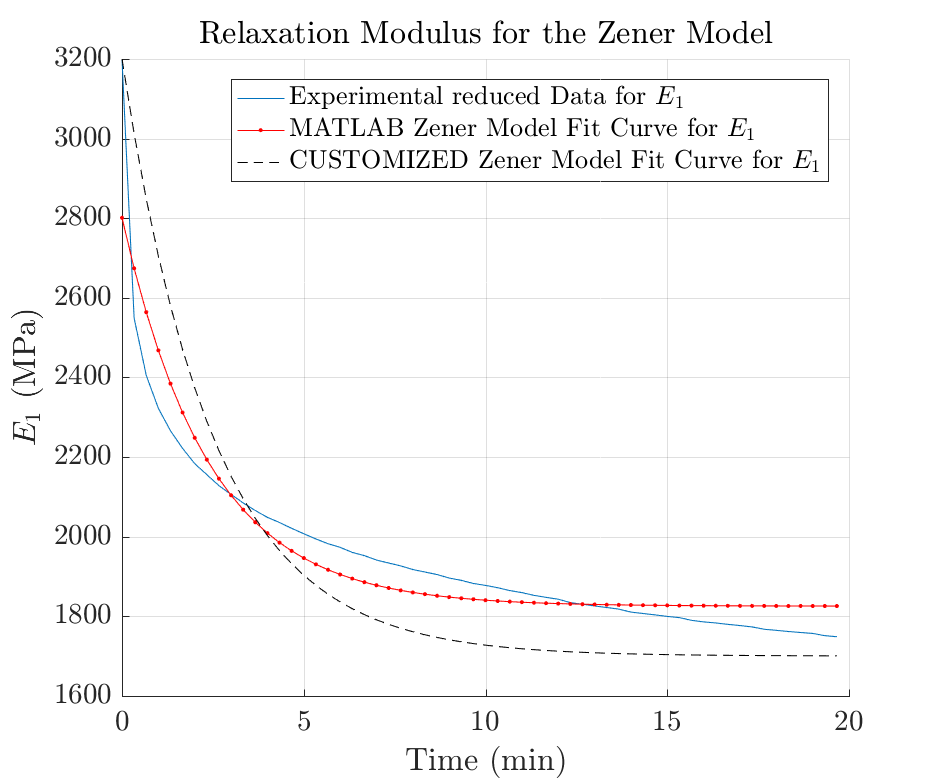 Relaxation Modulus for the Zener Model
Experimental reduced Data for E₁
MATLAB Zener Model Fit Curve for E₁
CUSTOMIZED Zener Model Fit Curve for E₁
3200
3000
2800
2600
2400
2200
2000
1800
1600
E₁ (MPa)
0 5 10 15 20
Time (min)